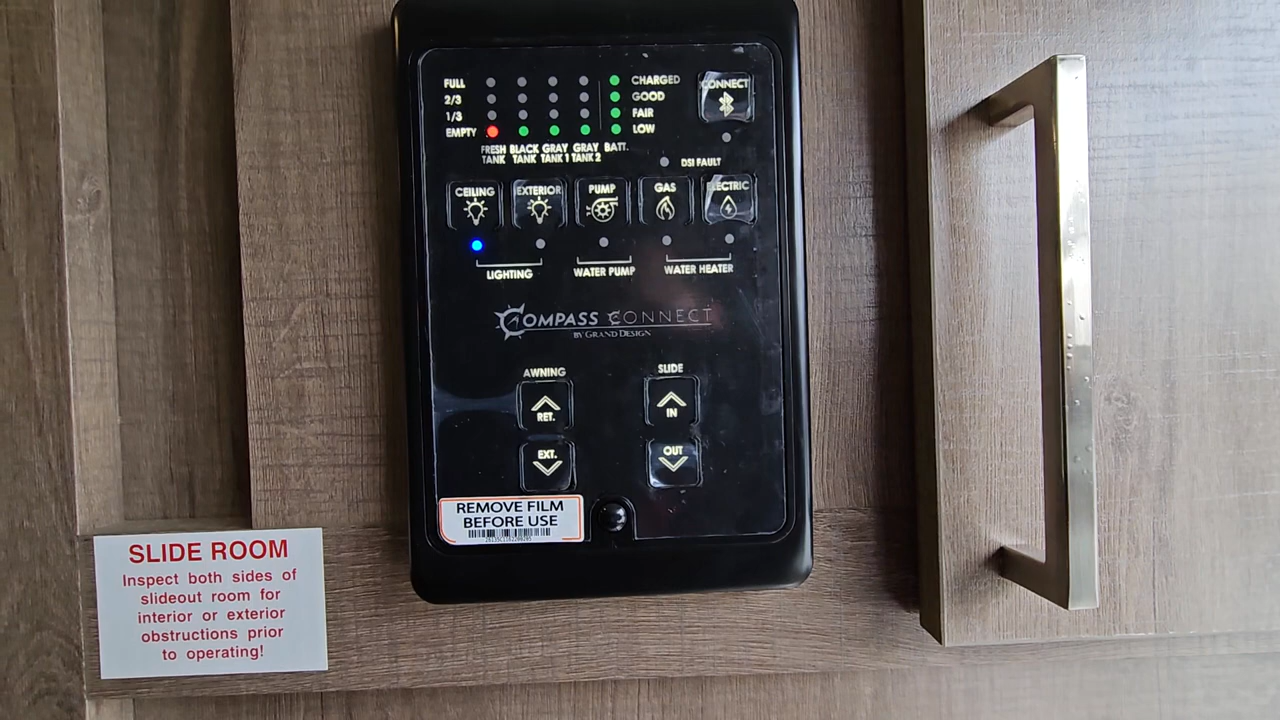 FULL
CHARGED
CONNECT
2/3
GOOD
1/3
FAIR
EMPTY
LOW
FRESH TANK
BLACK TANK
GRAY TANK 1
GRAY TANK 2
BATT.
DSI FAULT
CEILING
EXTERIOR
PUMP
GAS
ELECTRIC
LIGHTING
WATER PUMP
WATER HEATER
COMPASS CONNECT
BY GRAND DESIGN
AWNING
SLIDE
RET.
IN
EXT.
OUT
REMOVE FILM
BEFORE USE
SLIDE ROOM
Inspect both sides of
slideout room for
interior or exterior
obstructions prior
to operating!